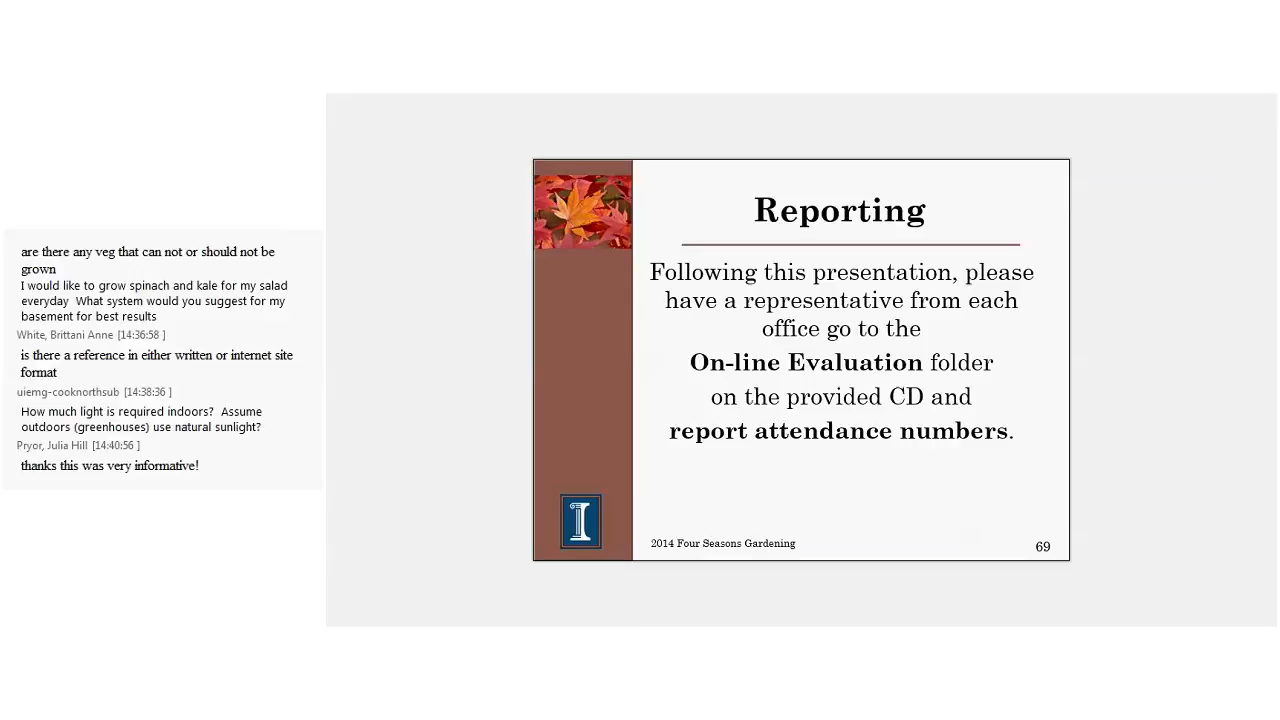 are there any veg that can not or should not be
grown
I would like to grow spinach and kale for my salad
everyday  What system would you suggest for my
basement for best results
White, Brittani Anne [14:36:58 ]
is there a reference in either written or internet site
format
uiemg-cooknorthsub [14:38:36 ]
How much light is required indoors?  Assume
outdoors (greenhouses) use natural sunlight?
Pryor, Julia Hill [14:40:56 ]
thanks this was very informative!
Reporting
Following this presentation, please
have a representative from each
office go to the
On-line Evaluation folder
on the provided CD and
report attendance numbers.
I
2014 Four Seasons Gardening
69